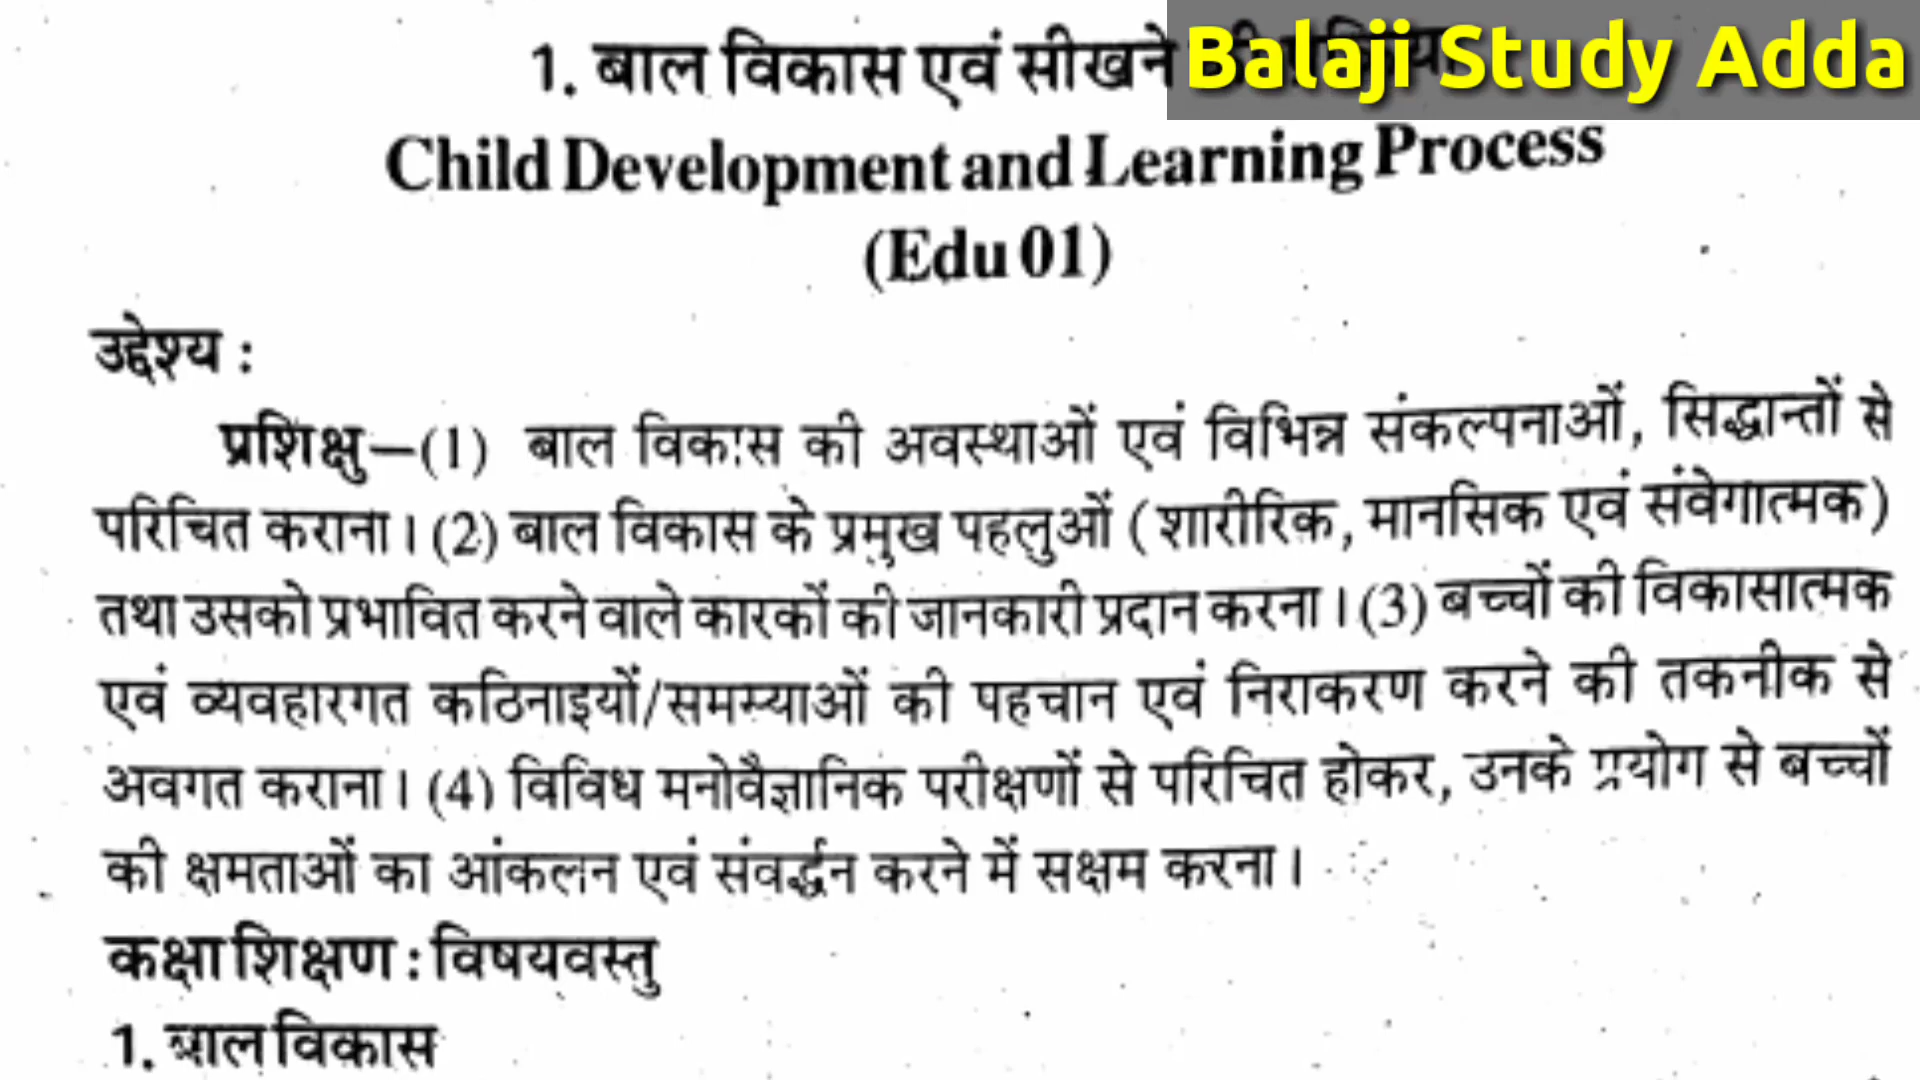 1. बाल विकास एवं सीखने
Balaji Study Adda
Child Development and Learning Process
(Edu 01)
उद्देश्य :
प्रशिक्षु—(1) बाल विकास की अवस्थाओं एवं विभिन्न संकल्पनाओं, सिद्धान्तों से
परिचित कराना। (2) बाल विकास के प्रमुख पहलुओं (शारीरिक, मानसिक एवं संवेगात्मक)
तथा उसको प्रभावित करने वाले कारकों की जानकारी प्रदान करना। (3) बच्चों की विकासात्मक
एवं व्यवहारगत कठिनाइयों/समस्याओं की पहचान एवं निराकरण करने की तकनीक से
अवगत कराना। (4) विविध मनोवैज्ञानिक परीक्षणों से परिचित होकर, उनके प्रयोग से बच्चों
की क्षमताओं का आंकलन एवं संवर्द्धन करने में सक्षम करना।
कक्षा शिक्षण : विषयवस्तु
1. बाल विकास